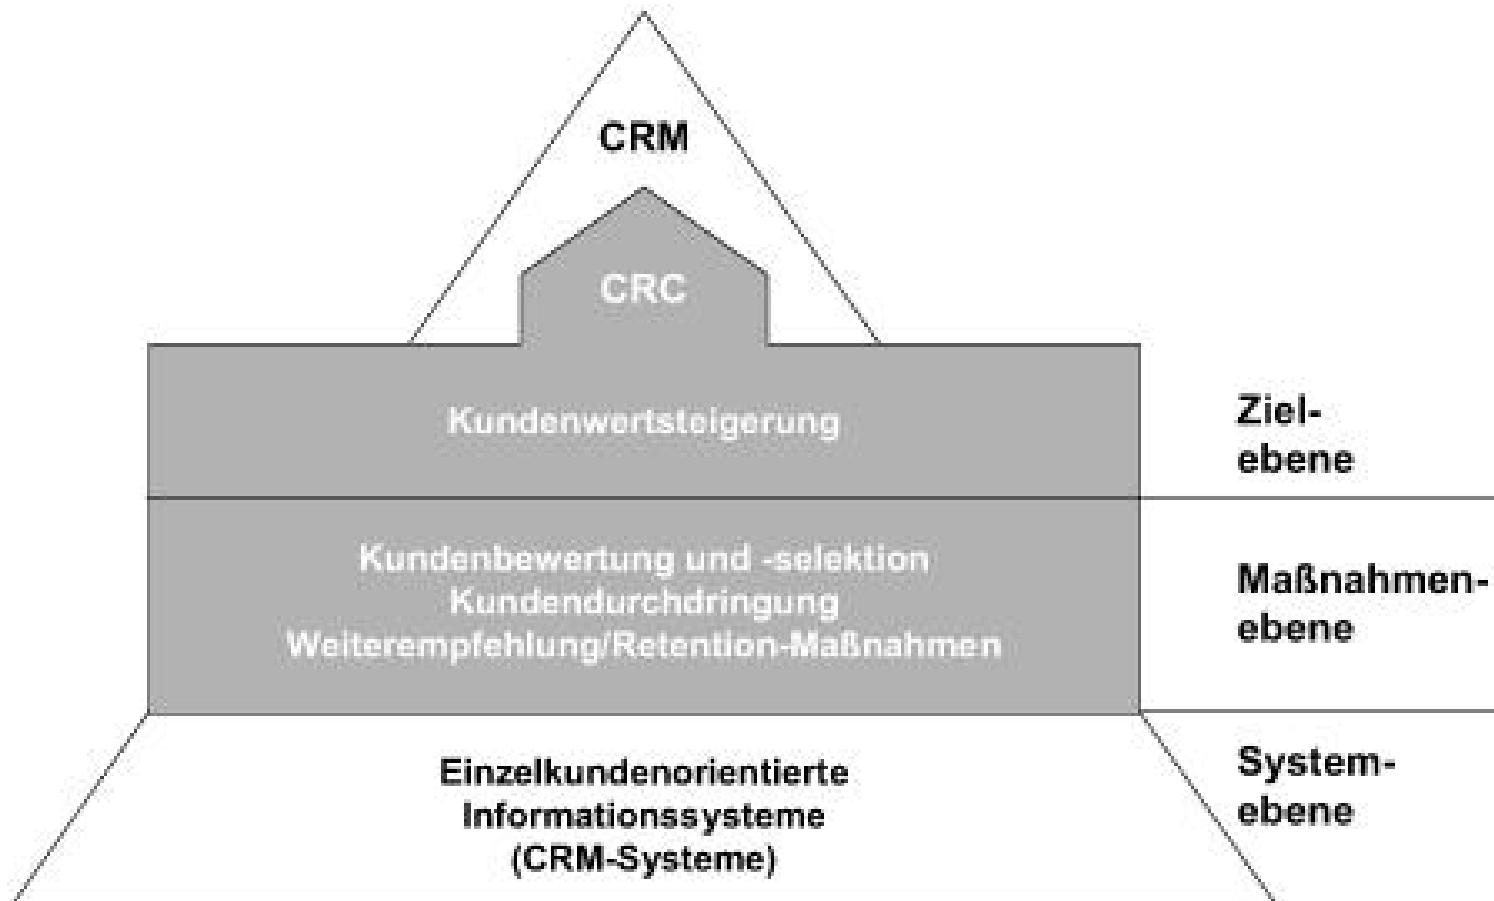 CRM
CRC
Kundenwertsteigerung
Ziel-
ebene
Kundenbewertung und -selektion
Kundendurchdringung
Weiterempfehlung/Retention-Maßnahmen
Maßnahmen-
ebene
Einzelkundenorientierte
Informationssysteme
(CRM-Systeme)
System-
ebene